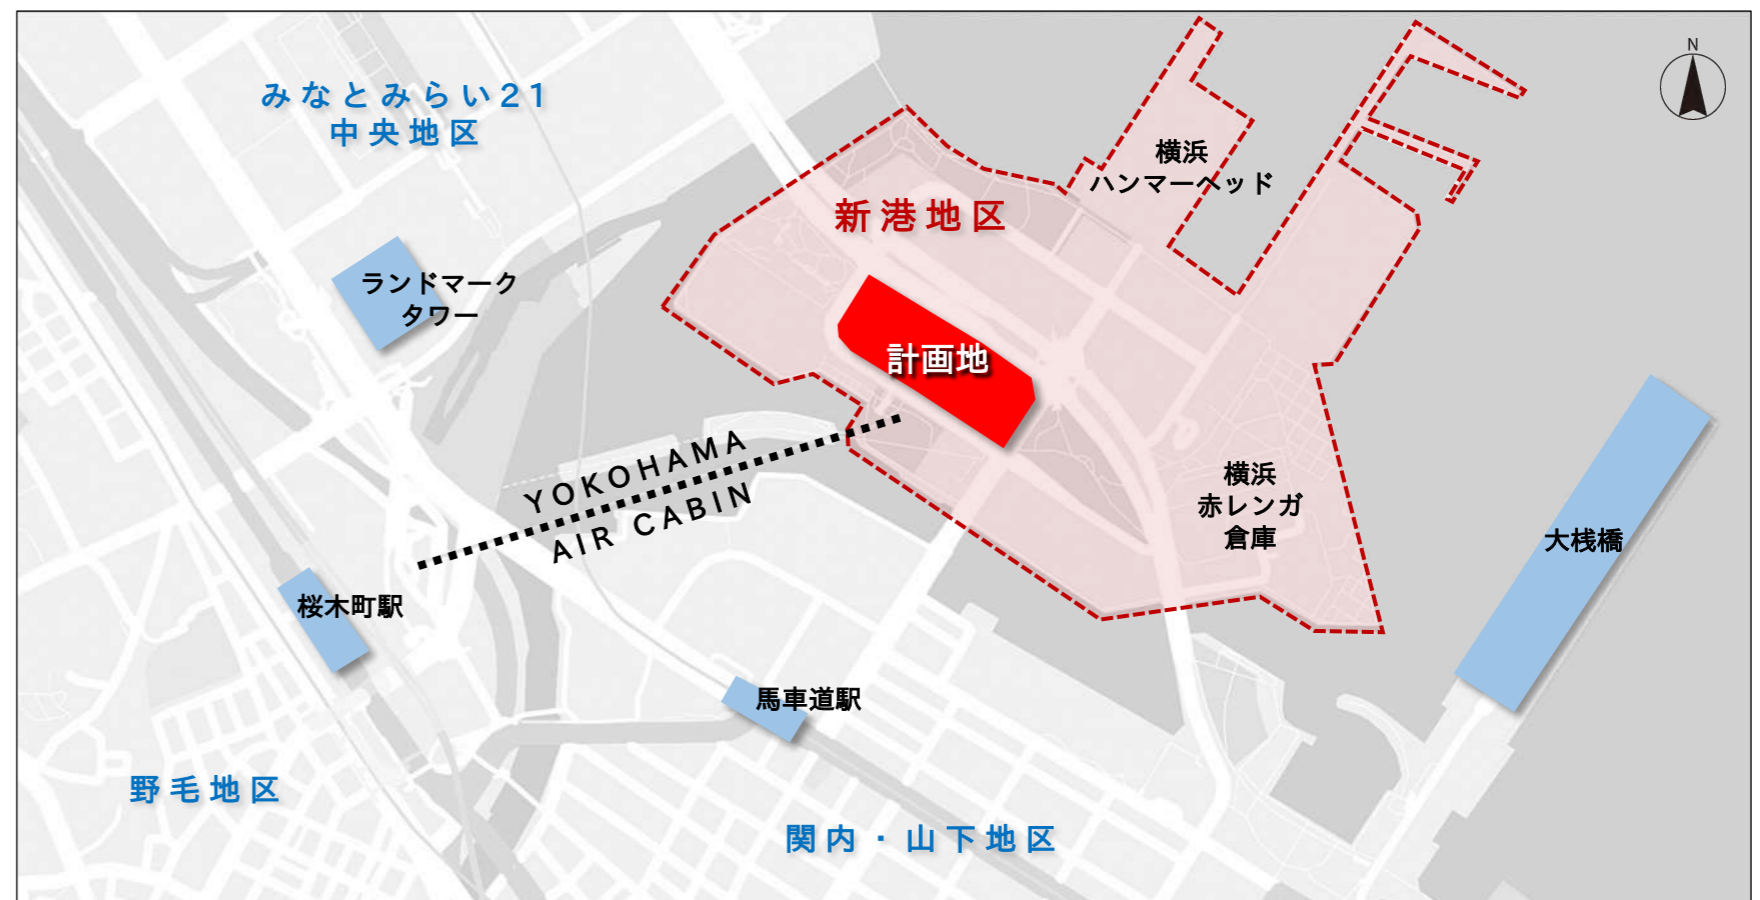 N
みなとみらい21
中央地区
横浜
ハンマーヘッド
新港地区
ランドマーク
タワー
計画地
YOKOHAMA
AIR CABIN
横浜
赤レンガ
倉庫
大桟橋
桜木町駅
馬車道駅
野毛地区
関内・山下地区